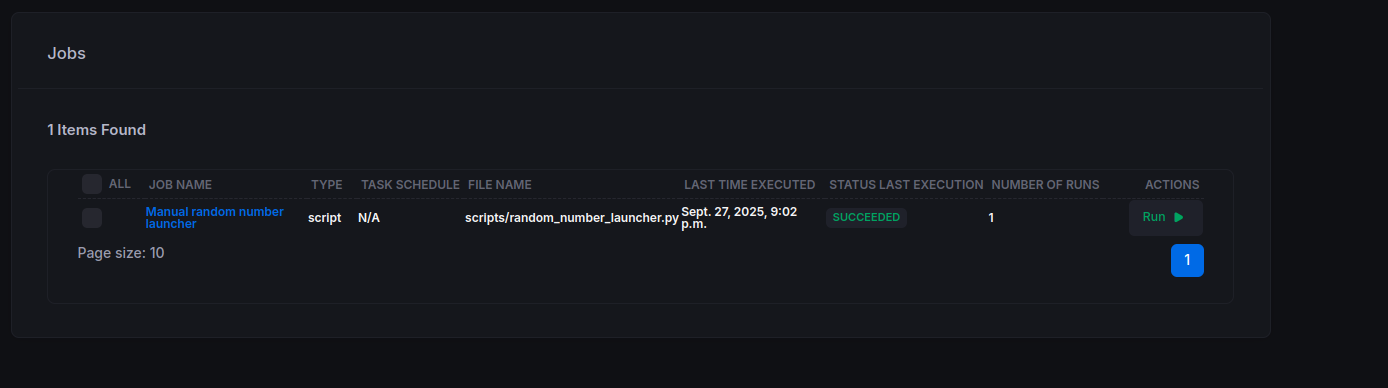 Jobs
1 Items Found
ALL JOB NAME TYPE TASK SCHEDULE FILE NAME LAST TIME EXECUTED STATUS LAST EXECUTION NUMBER OF RUNS ACTIONS
Manual random number launcher script N/A scripts/random_number_launcher.py Sept. 27, 2025, 9:02 p.m. SUCCEEDED 1 Run
Page size: 10 1